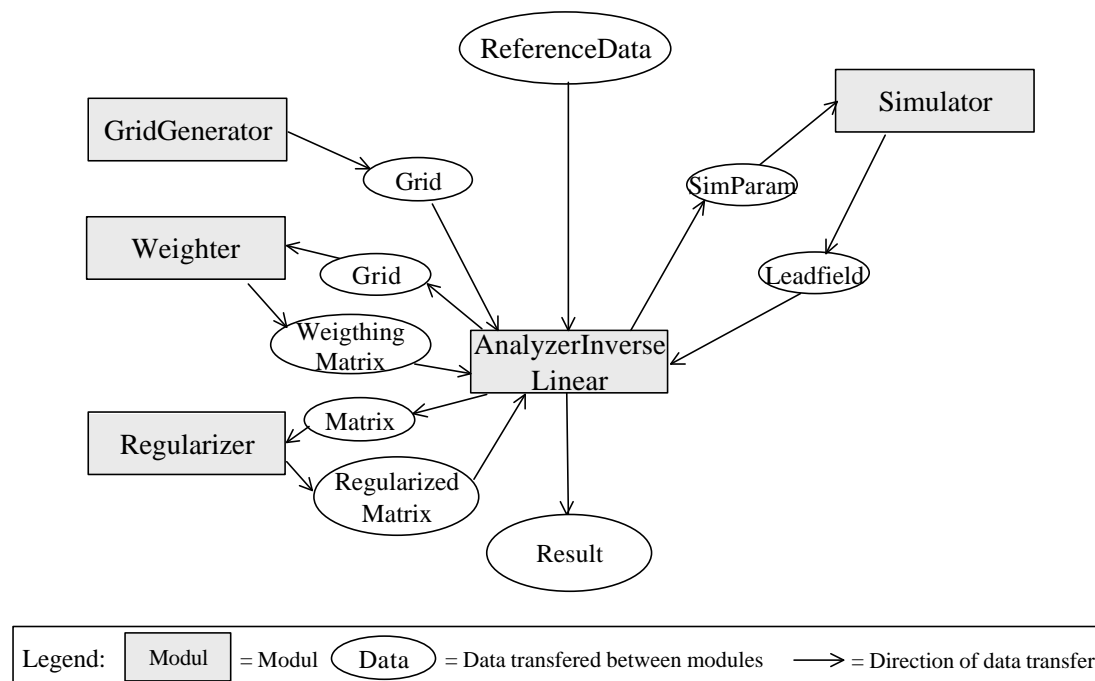 ReferenceData
Simulator
GridGenerator
Grid
SimParam
Weighter
Grid
Leadfield
Weigthing
Matrix
AnalyzerInverse
Linear
Matrix
Regularizer
Regularized
Matrix
Result
Legend: Modul = Modul Data = Data transfered between modules = Direction of data transfer